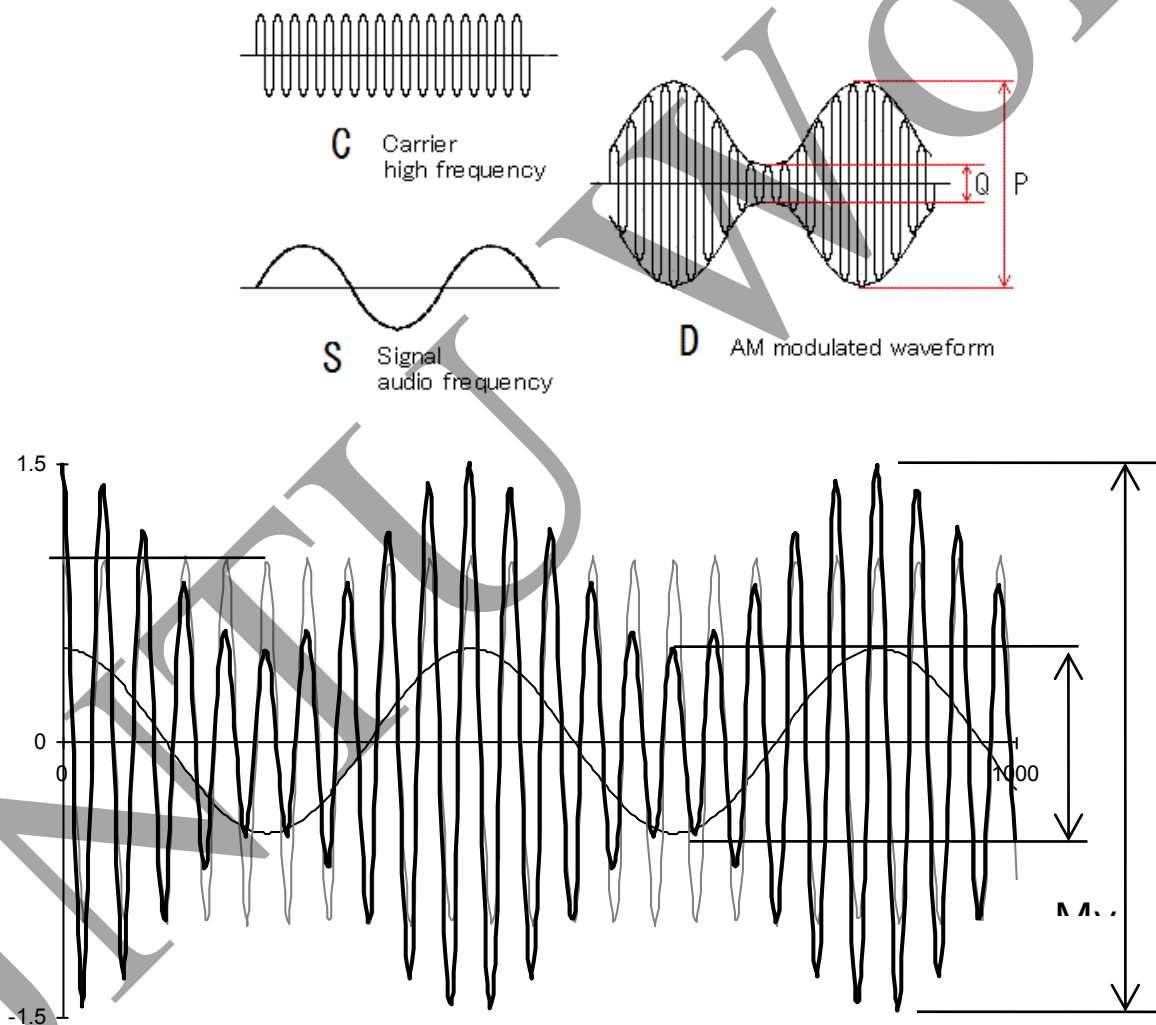 C Carrier
high frequency
Q P
S Signal
audio frequency
D AM modulated waveform
1.5
0
0
1000
-1.5